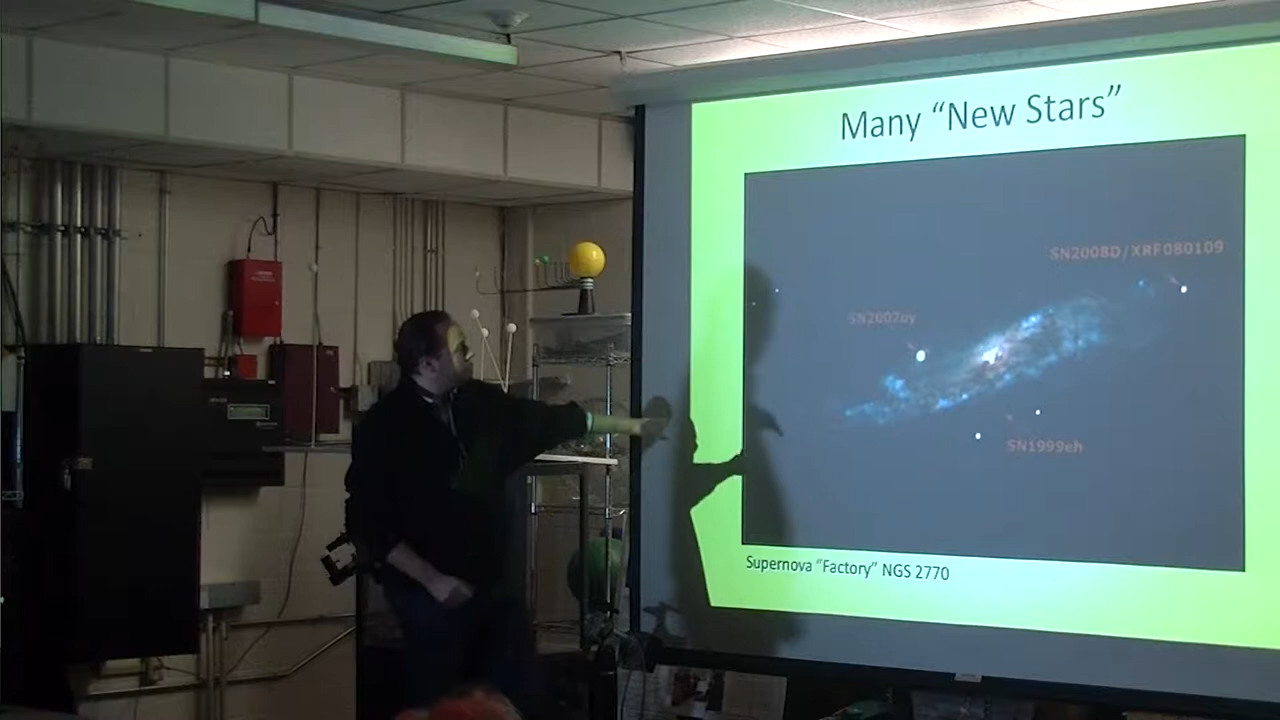 Many “New Stars”
SN2008D/XRF080109
SN2007uy
SN1999eh
Supernova “Factory” NGS 2770